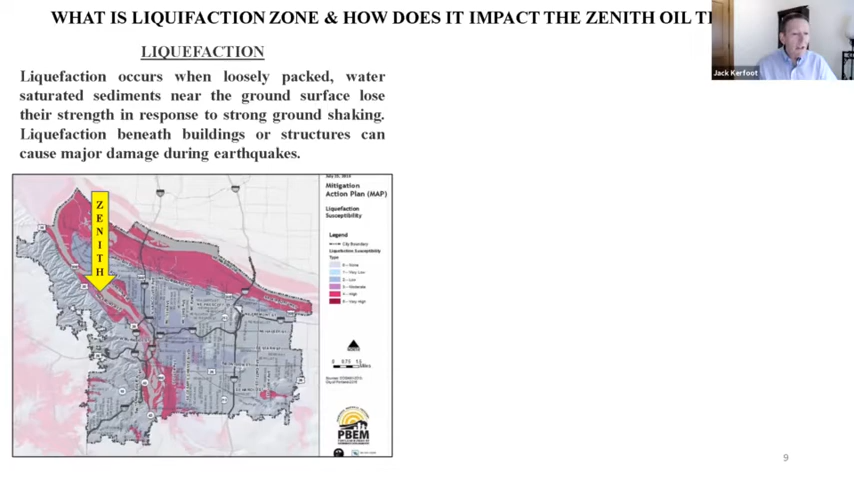 WHAT IS LIQUIFACTION ZONE & HOW DOES IT IMPACT THE ZENITH OIL T
Jack Kerfoot
LIQUEFACTION
Liquefaction occurs when loosely packed, water
saturated sediments near the ground surface lose
their strength in response to strong ground shaking.
Liquefaction beneath buildings or structures can
cause major damage during earthquakes.
ZENITH
Mitigation
Action Plan (MAP)
Liquefaction
Susceptibility
Legend
City Boundary
Liquefaction Susceptibility
Type
0 - None
1 - Very Low
2 - Low
3 - Moderate
4 - High
5 - Very High
Miles
PBEM
9